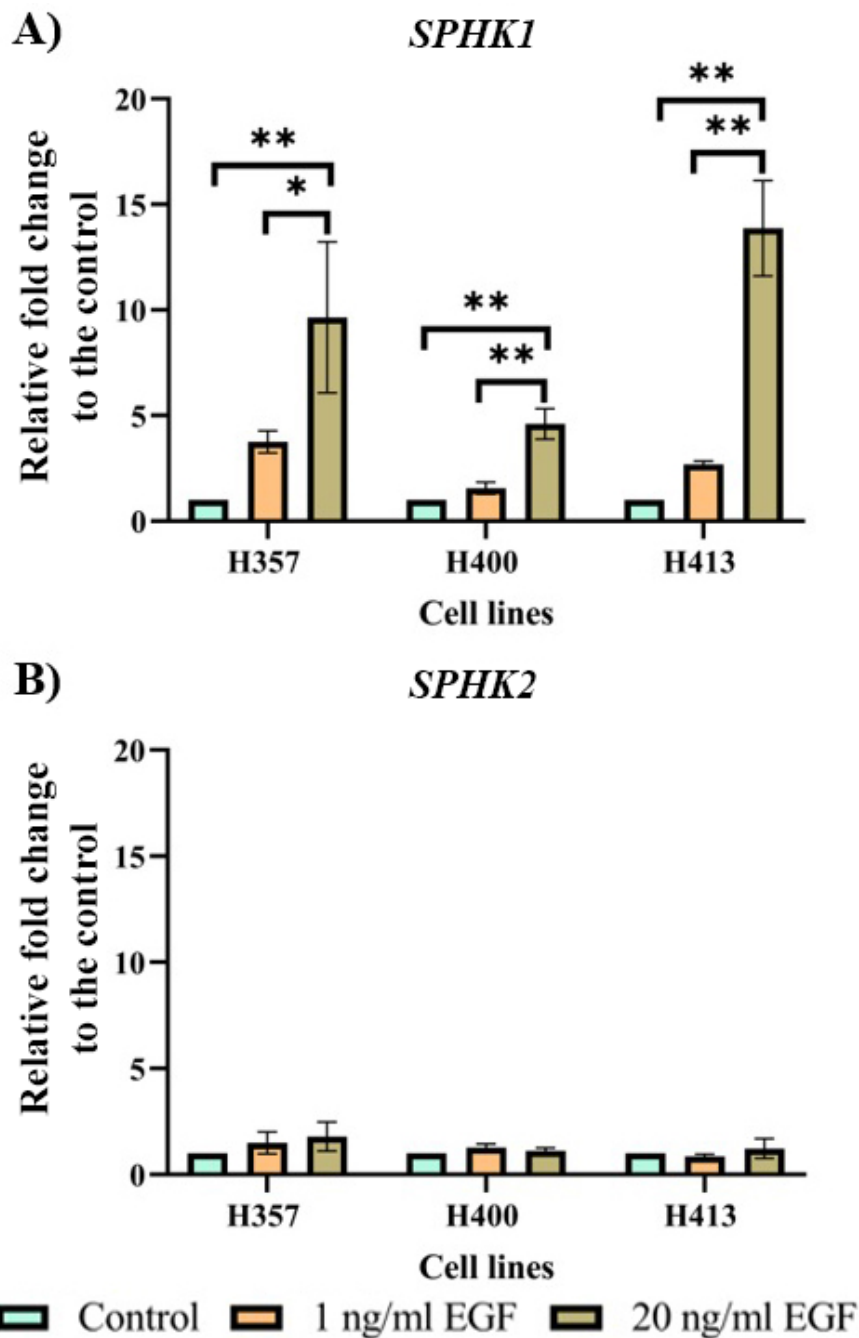 A)
SPHK1
Relative fold change
to the control
20
15
10
5
0
**
*
**
**
**
**
H357
H400
H413
Cell lines
B)
SPHK2
Relative fold change
to the control
20
15
10
5
0
H357
H400
H413
Cell lines
Control
1 ng/ml EGF
20 ng/ml EGF